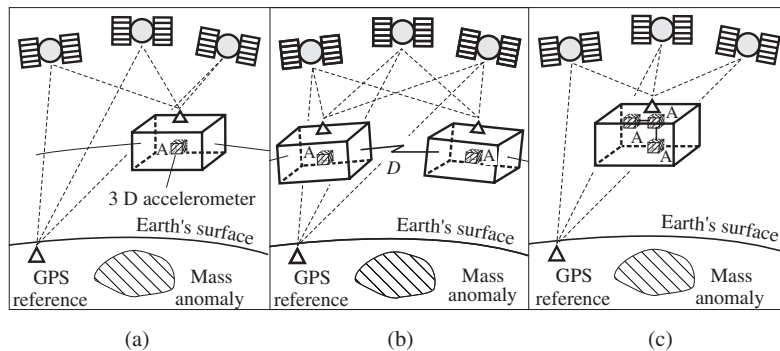 A
3 D accelerometer
Earth's surface
GPS
reference
Mass
anomaly
(a)
A
D
A
Earth's surface
GPS
reference
Mass
anomaly
(b)
A
A
A
Earth's surface
GPS
reference
Mass
anomaly
(c)